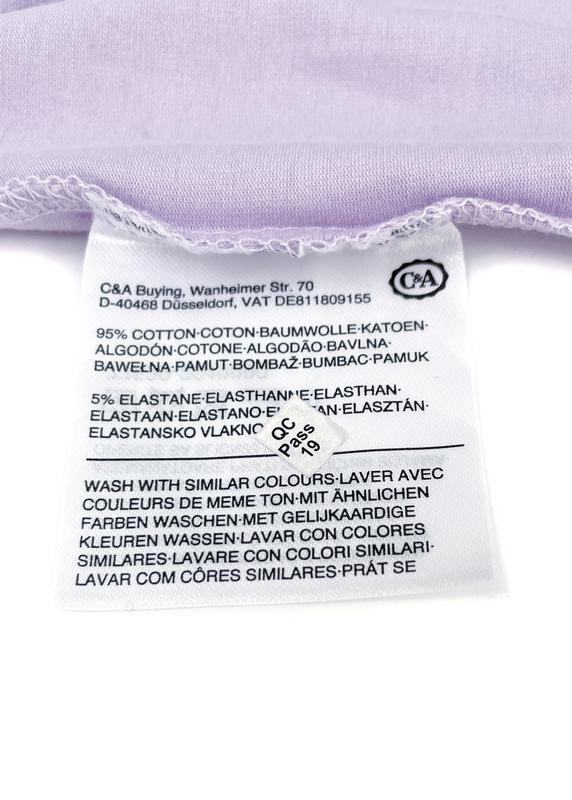 C&A Buying, Wanheimer Str. 70
D-40468 Düsseldorf, VAT DE811809155
C&A
95% COTTON·COTON·BAUMWOLLE·KATOEN·
ALGODÓN·COTONE·ALGODÃO·BAVLNA·
BAWEŁNA·PAMUT·BOMBAŽ·BUMBAC·PAMUK
5% ELASTANE·ELASTHANNE·ELASTHAN·
ELASTAAN·ELASTANO·ELASZTÁN·
ELASTANSKO
QC
Pass
19
WASH WITH SIMILAR COLOURS·LAVER AVEC
COULEURS DE MEME TON·MIT ÄHNLICHEN
FARBEN WASCHEN·MET GELIJKAARDIGE
KLEUREN WASSEN·LAVAR CON COLORES
SIMILARES·LAVARE CON COLORI SIMILARI·
LAVAR COM CÔRES SIMILARES·PRÁT SE